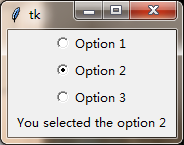 tk
Option 1
Option 2
Option 3
You selected the option 2